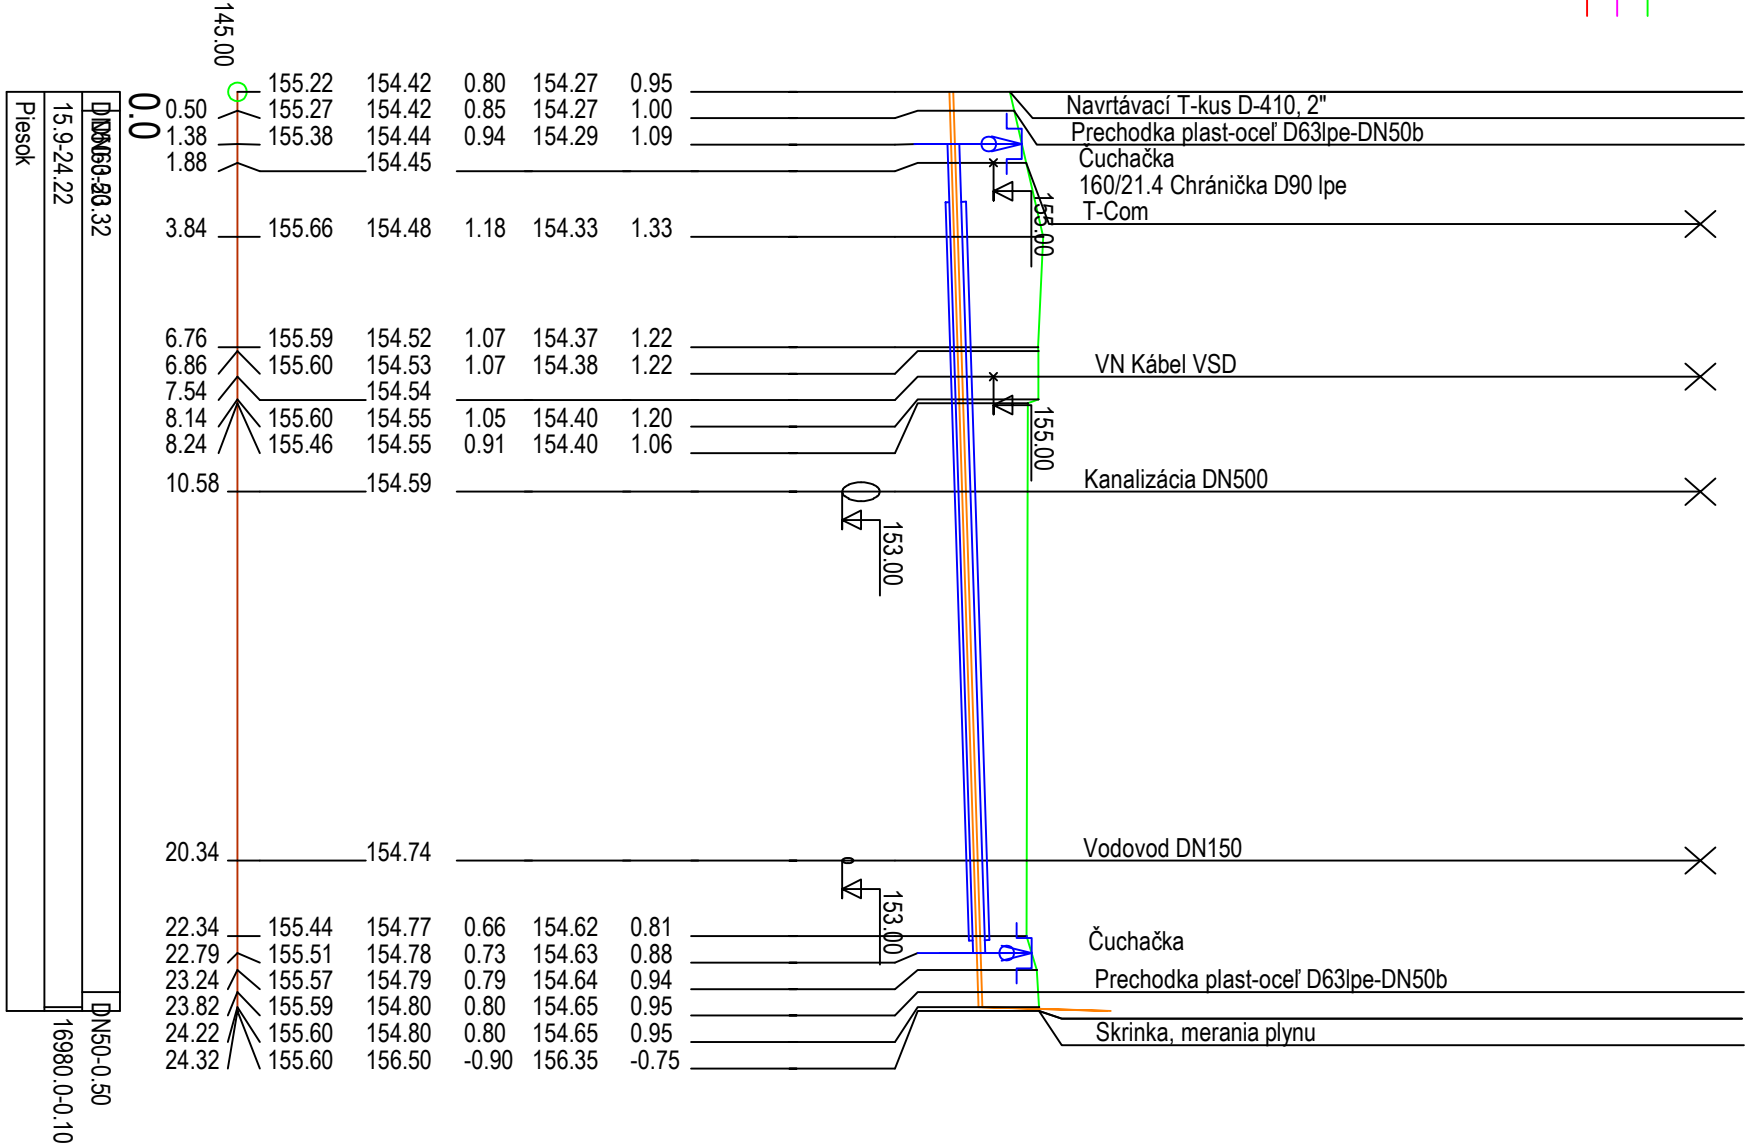 145.00
155.22 154.42 0.80 154.27 0.95
0.50 155.27 154.42 0.85 154.29 1.00
1.38 155.38 154.44 0.94 154.29 1.09
1.88 154.45
3.84 155.66 154.48 1.18 154.33 1.33
6.76 155.59 154.52 1.07 154.37 1.22
6.86 155.60 154.53 1.07 154.38 1.22
7.54 154.54
8.14 155.60 154.55 1.05 154.40 1.20
8.24 155.46 154.55 0.91 154.40 1.06
10.58 154.59
20.34 154.74
22.34 155.44 154.77 0.66 154.62 0.81
22.79 155.51 154.78 0.73 154.63 0.88
23.24 155.57 154.79 0.79 154.64 0.94
23.82 155.59 154.80 0.80 154.65 0.95
24.22 155.60 154.80 0.80 154.65 0.95
24.32 155.60 156.50 -0.90 156.35 -0.75
0.0
15.9-24.22
Piesok
DN50-0.50
16980.0-0.10
Navrtávací T-kus D-410, 2"
Prechodka plast-oceľ D63lpe-DN50b
Čuchačka
160/21.4 Chránička D90 lpe
T-Com
155.00
VN Kábel VSD
155.00
Kanalizácia DN500
153.00
Vodovod DN150
153.00
Čuchačka
Prechodka plast-oceľ D63lpe-DN50b
Skrinka, merania plynu